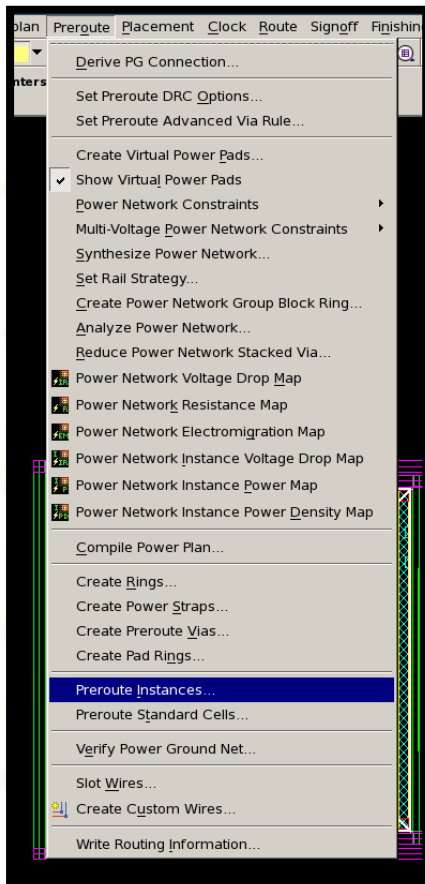 plan Preroute Placement Clock Route Signoff Finishin
nters
Derive PG Connection...
Set Preroute DRC Options...
Set Preroute Advanced Via Rule...
Create Virtual Power Pads...
Show Virtual Power Pads
Power Network Constraints
Multi-Voltage Power Network Constraints
Synthesize Power Network...
Set Rail Strategy...
Create Power Network Group Block Ring...
Analyze Power Network...
Reduce Power Network Stacked Via...
Power Network Voltage Drop Map
Power Network Resistance Map
Power Network Electromigration Map
Power Network Instance Voltage Drop Map
Power Network Instance Power Map
Power Network Instance Power Density Map
Compile Power Plan...
Create Rings...
Create Power Straps...
Create Preroute Vias...
Create Pad Rings...
Preroute Instances...
Preroute Standard Cells...
Verify Power Ground Net...
Slot Wires...
Create Custom Wires...
Write Routing Information...